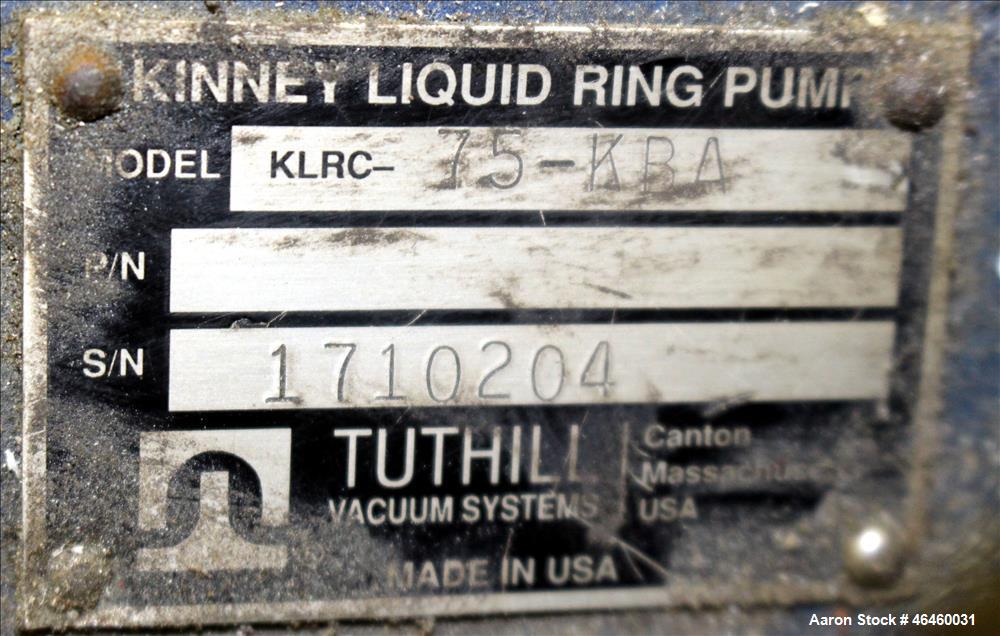 KINNEY LIQUID RING PUMP
MODEL KLRC- 75-KBA
P/N
S/N 1710204
TUTHILL
VACUUM SYSTEMS
Canton
Massachusetts
USA
MADE IN USA
Aaron Stock # 46460031